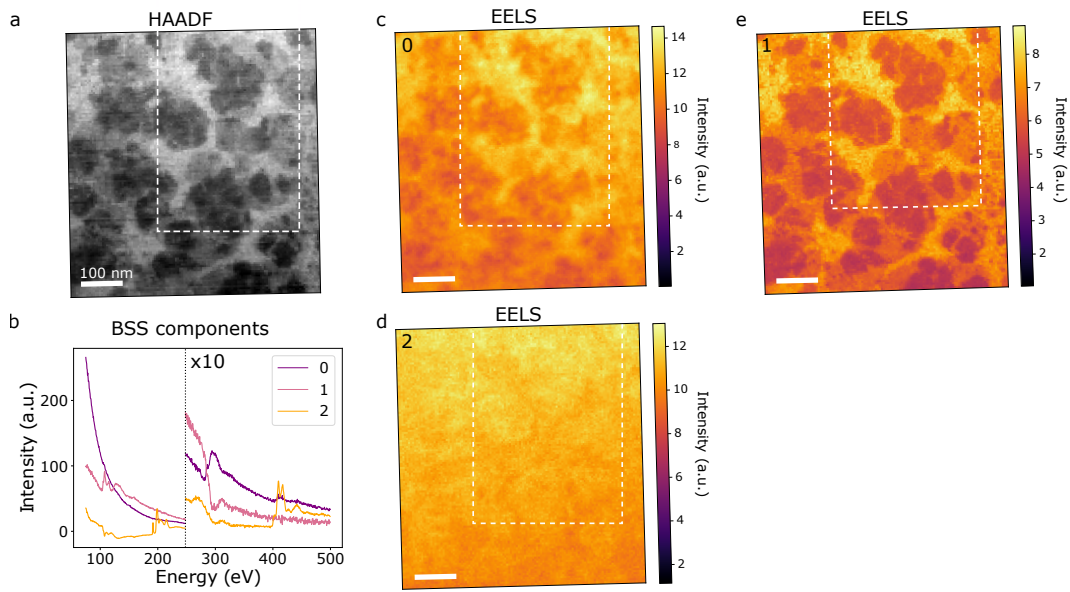 a
HAADF
100 nm
b
BSS components
x10
0
1
2
Intensity (a.u.)
200
100
0
100
200
300
400
500
Energy (eV)
c
EELS
0
14
12
10
8
6
4
2
Intensity (a.u.)
d
EELS
2
12
10
8
6
4
2
Intensity (a.u.)
e
EELS
1
8
7
6
5
4
3
2
Intensity (a.u.)